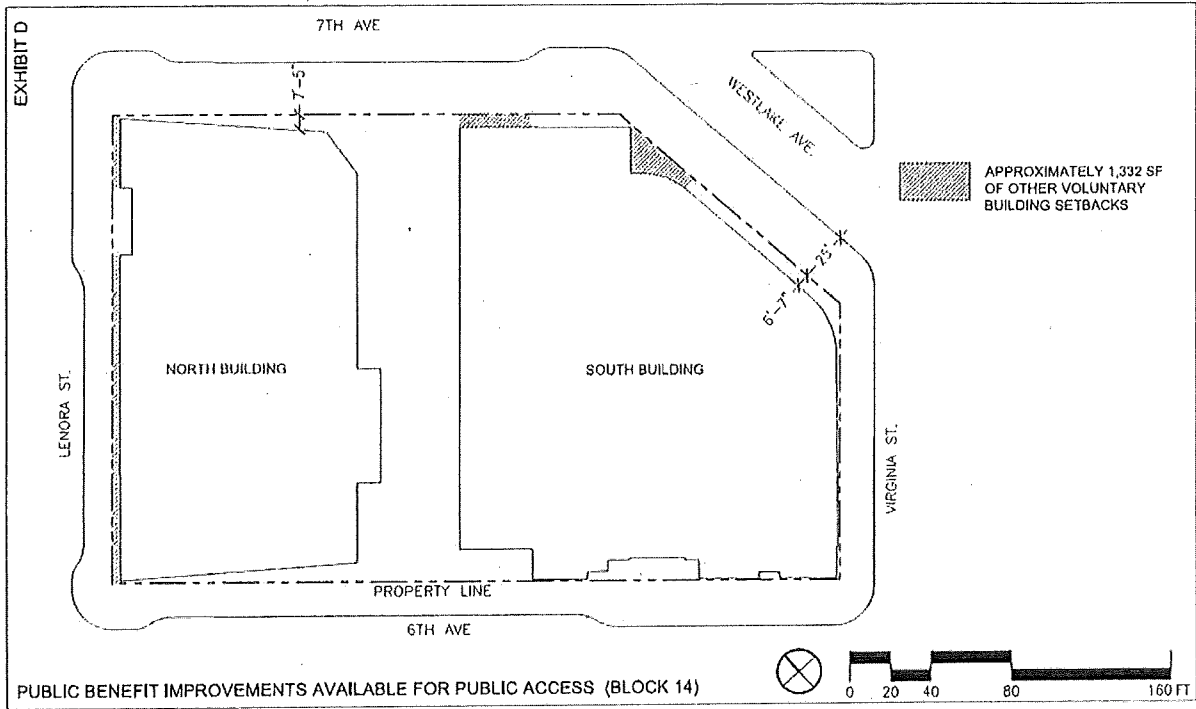 EXHIBIT D
7TH AVE
7'-5"
WESTLAKE AVE.
APPROXIMATELY 1,332 SF
OF OTHER VOLUNTARY
BUILDING SETBACKS
25'
6'-7"
LENORA ST.
NORTH BUILDING
SOUTH BUILDING
VIRGINIA ST.
PROPERTY LINE
6TH AVE
PUBLIC BENEFIT IMPROVEMENTS AVAILABLE FOR PUBLIC ACCESS (BLOCK 14)
0 20 40 80 160 FT